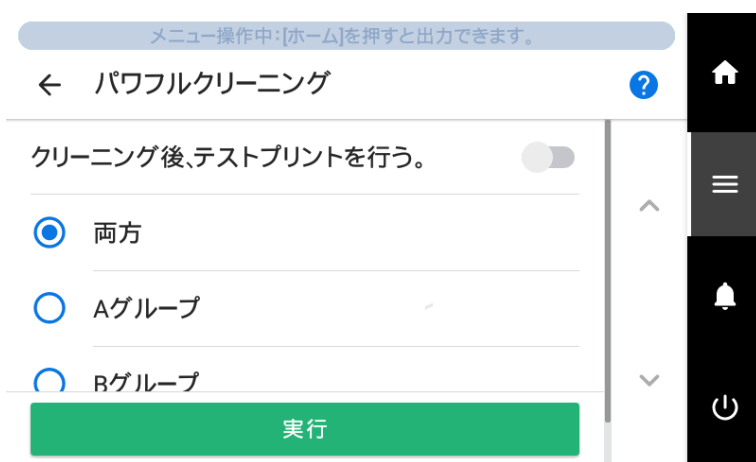 メニュー操作中:[ホーム]を押すと出力できます。
パワフルクリーニング
?
クリーニング後、テストプリントを行う。
両方
Aグループ
Bグループ
実行